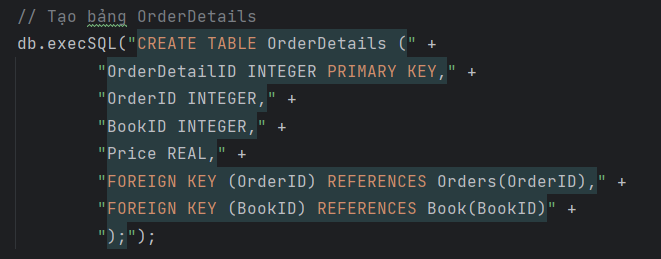 // Tạo bảng OrderDetails
db.execSQL("CREATE TABLE OrderDetails (" +
"OrderDetailID INTEGER PRIMARY KEY," +
"OrderID INTEGER," +
"BookID INTEGER," +
"Price REAL," +
"FOREIGN KEY (OrderID) REFERENCES Orders(OrderID)," +
"FOREIGN KEY (BookID) REFERENCES Book(BookID)" +
");");